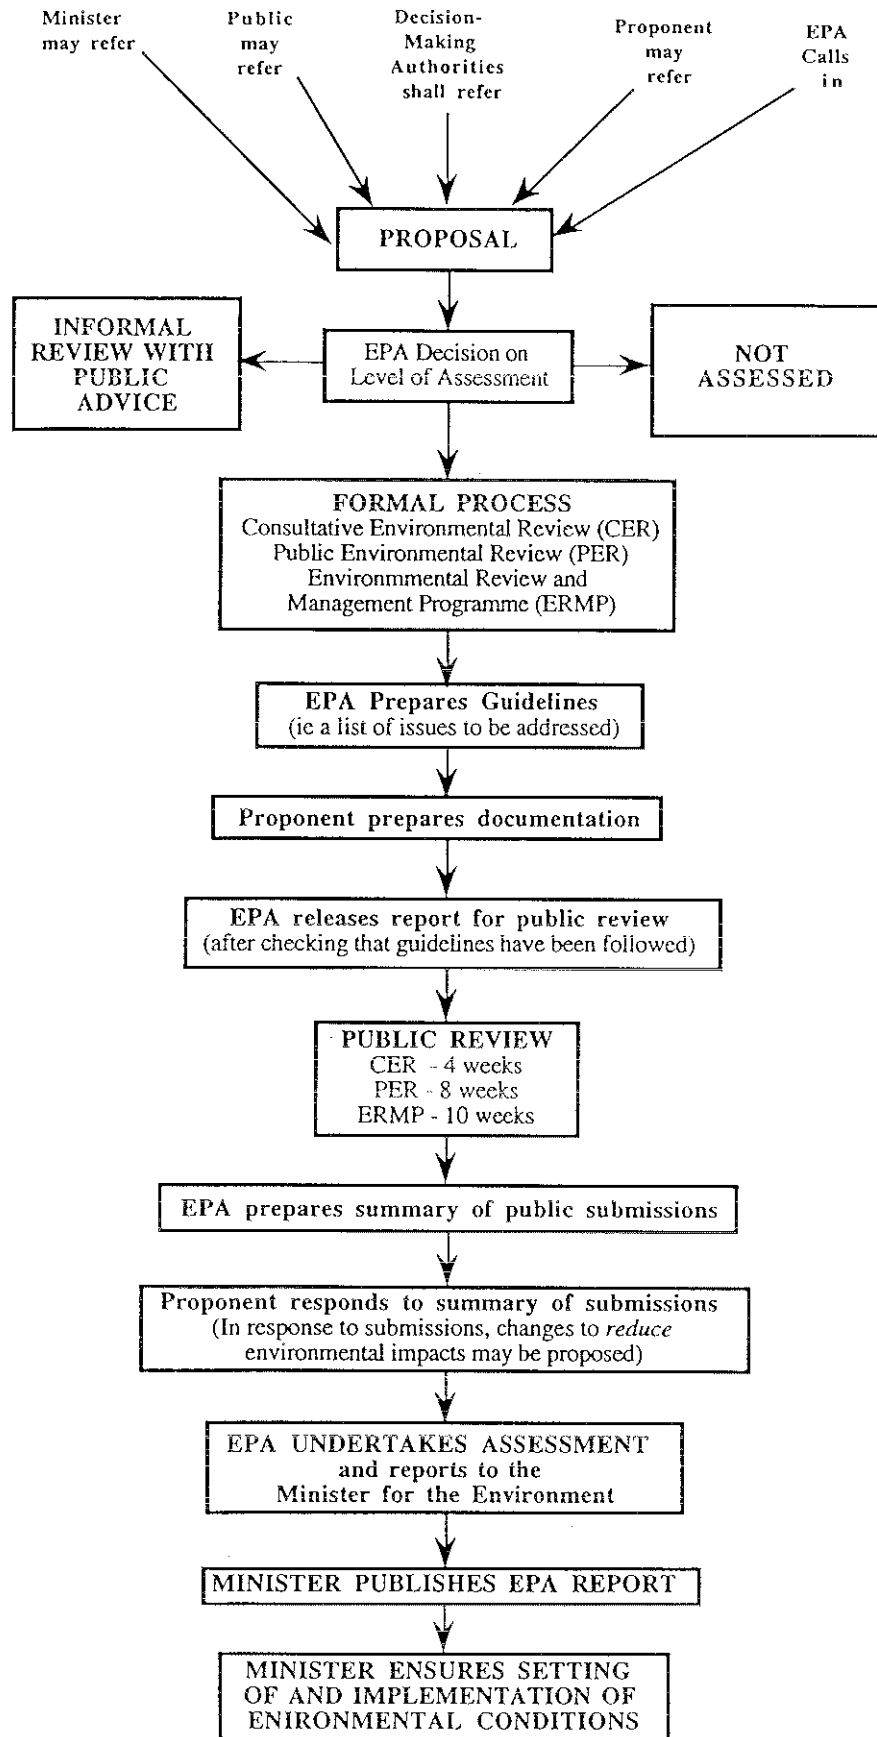 Minister
may refer
Public
may
refer
Decision-
Making
Authorities
shall refer
Proponent
may
refer
EPA
Calls
in
PROPOSAL
INFORMAL
REVIEW WITH
PUBLIC
ADVICE
EPA Decision on
Level of Assessment
NOT
ASSESSED
FORMAL PROCESS
Consultative Environmental Review (CER)
Public Environmental Review (PER)
Environmmental Review and
Management Programme (ERMP)
EPA Prepares Guidelines
(ie a list of issues to be addressed)
Proponent prepares documentation
EPA releases report for public review
(after checking that guidelines have been followed)
PUBLIC REVIEW
CER - 4 weeks
PER - 8 weeks
ERMP - 10 weeks
EPA prepares summary of public submissions
Proponent responds to summary of submissions
(In response to submissions, changes to reduce
environmental impacts may be proposed)
EPA UNDERTAKES ASSESSMENT
and reports to the
Minister for the Environment
MINISTER PUBLISHES EPA REPORT
MINISTER ENSURES SETTING
OF AND IMPLEMENTATION OF
ENIRONMENTAL CONDITIONS